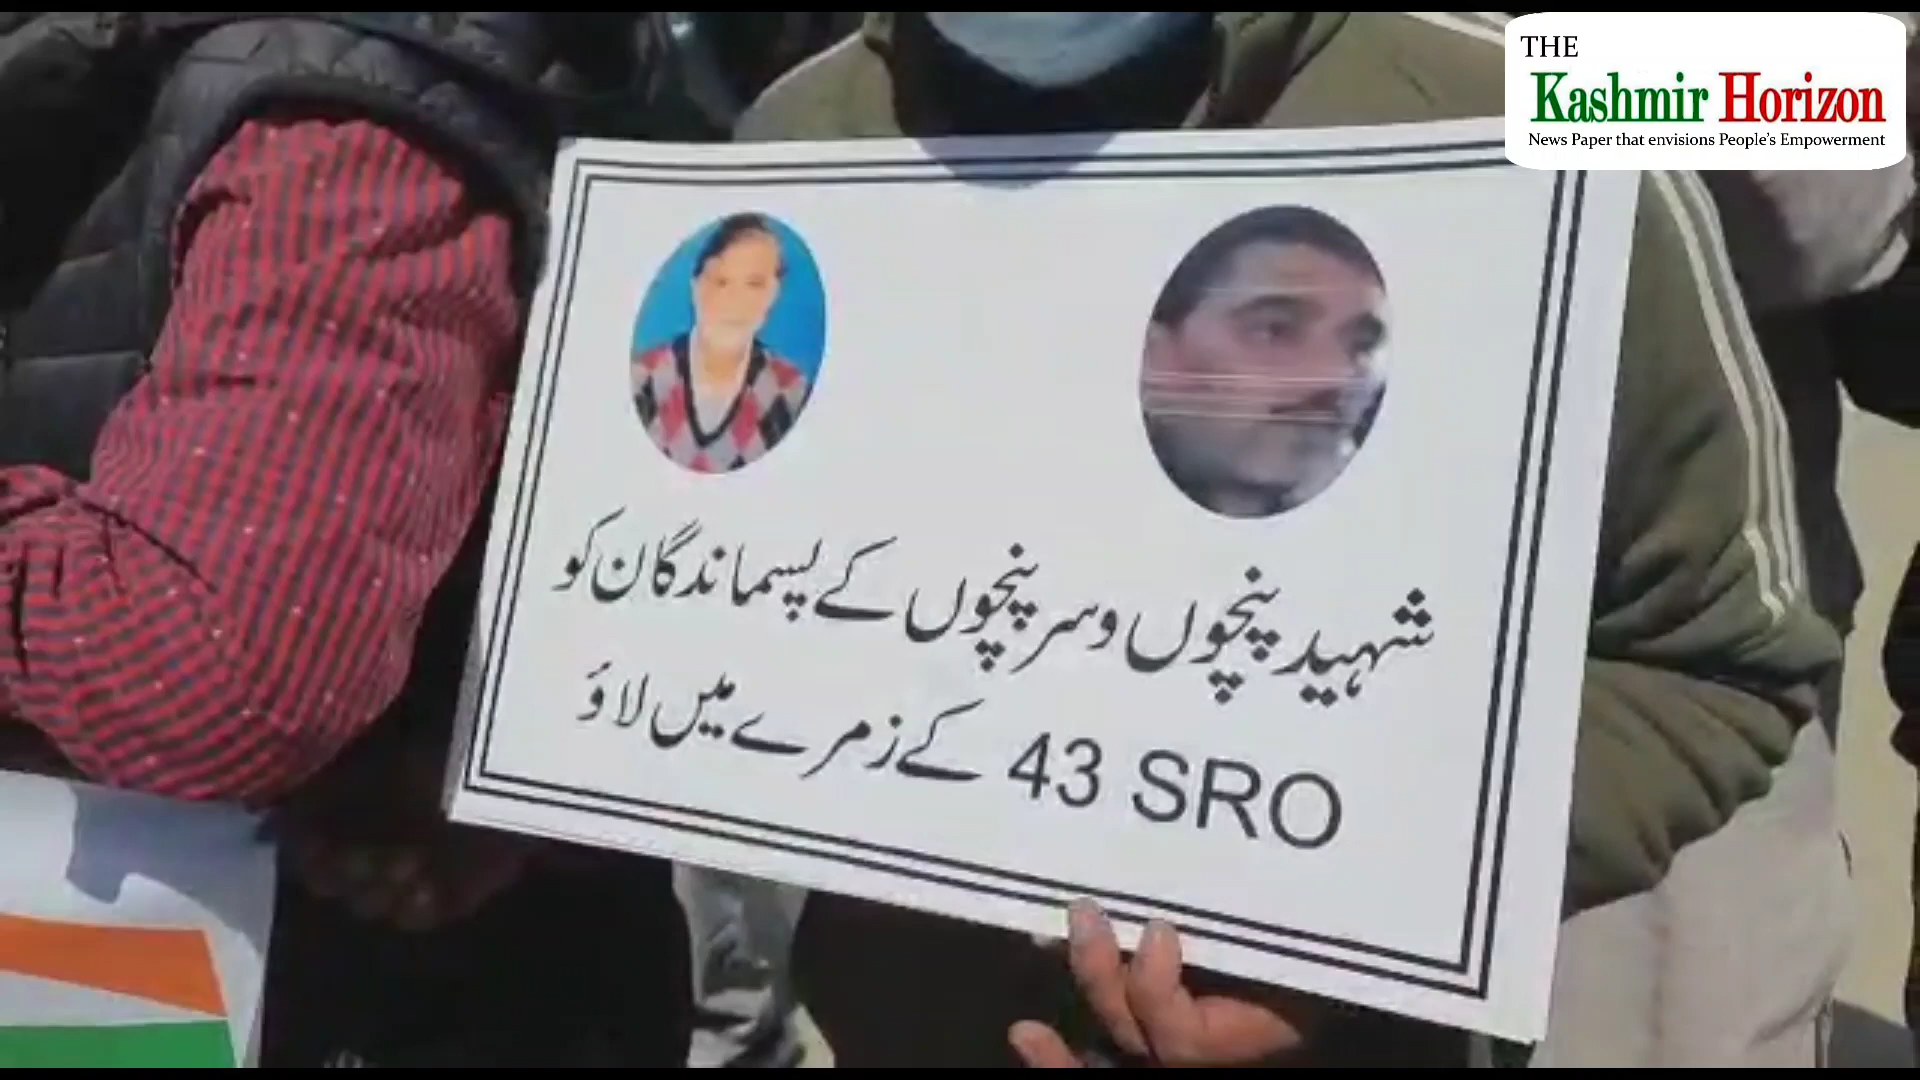 THE
Kashmir Horizon
News Paper that envisions People's Empowerment
شہید پنچوں و سرپنچوں کے پسماندگان کو
43 SRO کے زمرے میں لاؤ